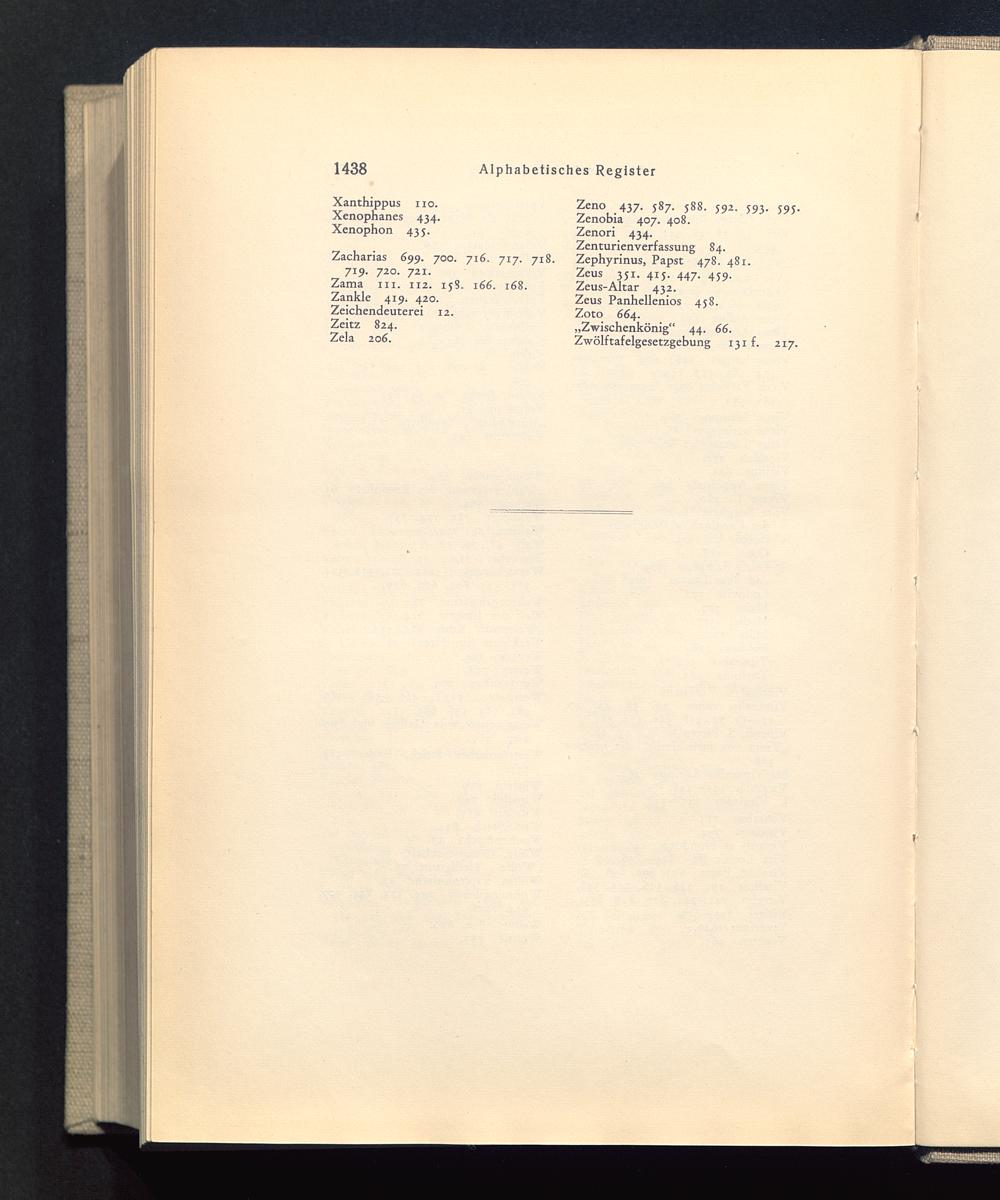 1438 Alphabetisches Register
Xanthippus 110.
Xenophanes 434.
Xenophon 435.
Zacharias 699. 700. 716. 717. 718.
719. 720. 721.
Zama 111. 112. 158. 166. 168.
Zankle 419. 420.
Zeichendeuterei 12.
Zeitz 824.
Zela 206.
Zeno 437. 587. 588. 592. 593. 595.
Zenobia 407. 408.
Zenori 434.
Zenturienverfassung 84.
Zephyrinus, Papst 478. 481.
Zeus 351. 415. 447. 459.
Zeus-Altar 432.
Zeus Panhellenios 458.
Zoto 664.
„Zwischenkönig“ 44. 66.
Zwölftafelgesetzgebung 131 f. 217.